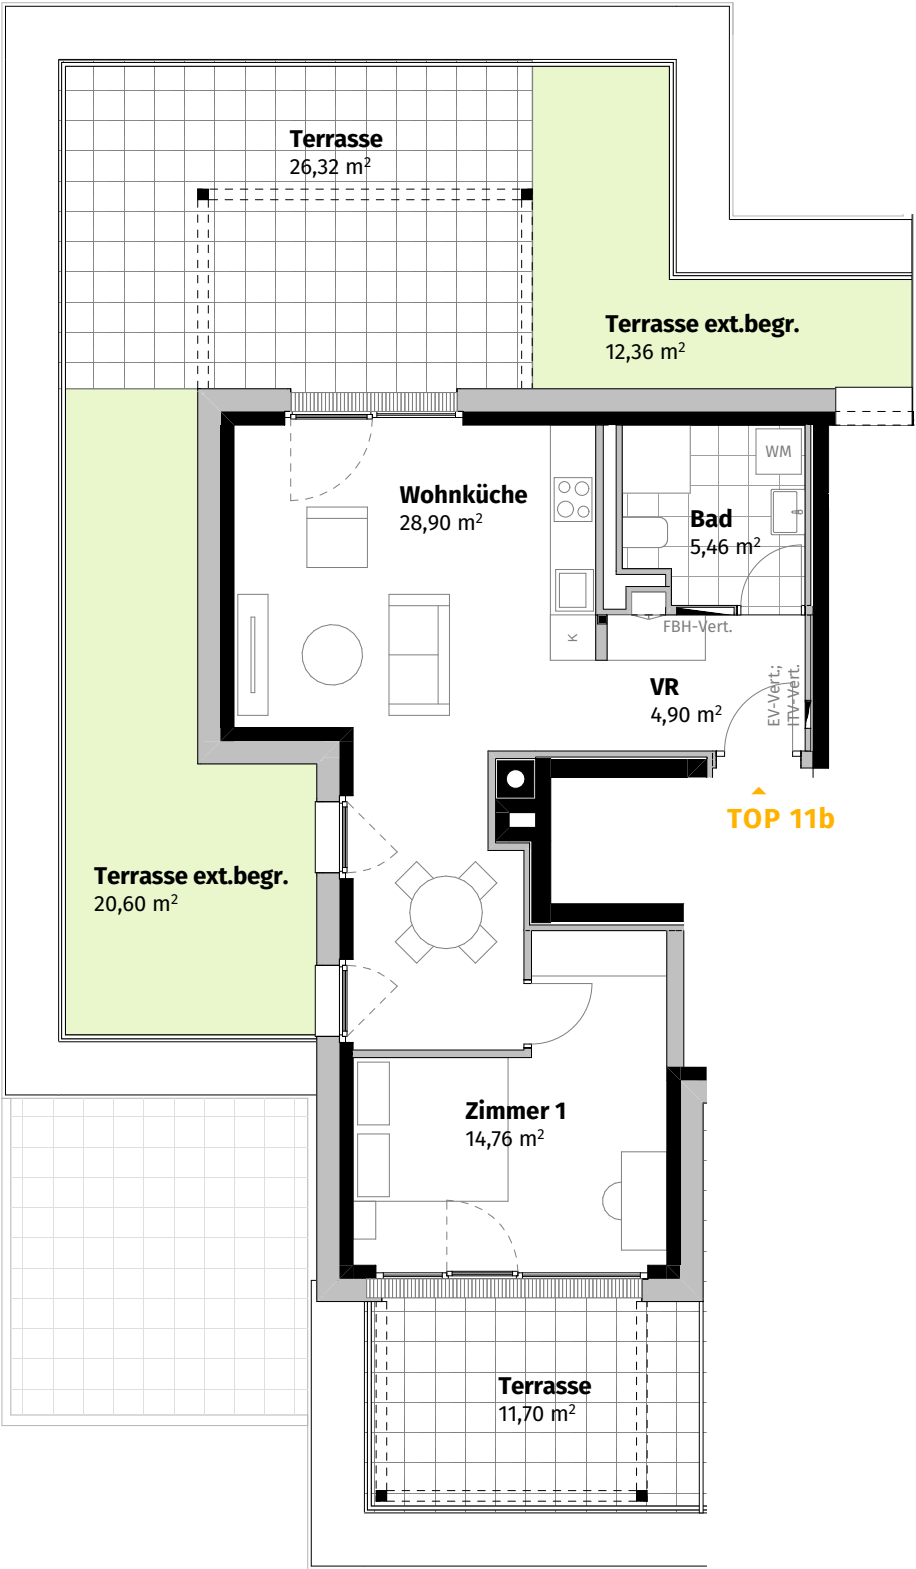 Terrasse
26,32 m²
Terrasse ext.begr.
12,36 m²
Wohnküche
28,90 m²
WM
Bad
5,46 m²
K
FBH-Vert.
VR
4,90 m²
EV-Vert.;
ITV-Vert.
TOP 11b
Terrasse ext.begr.
20,60 m²
Zimmer 1
14,76 m²
Terrasse
11,70 m²